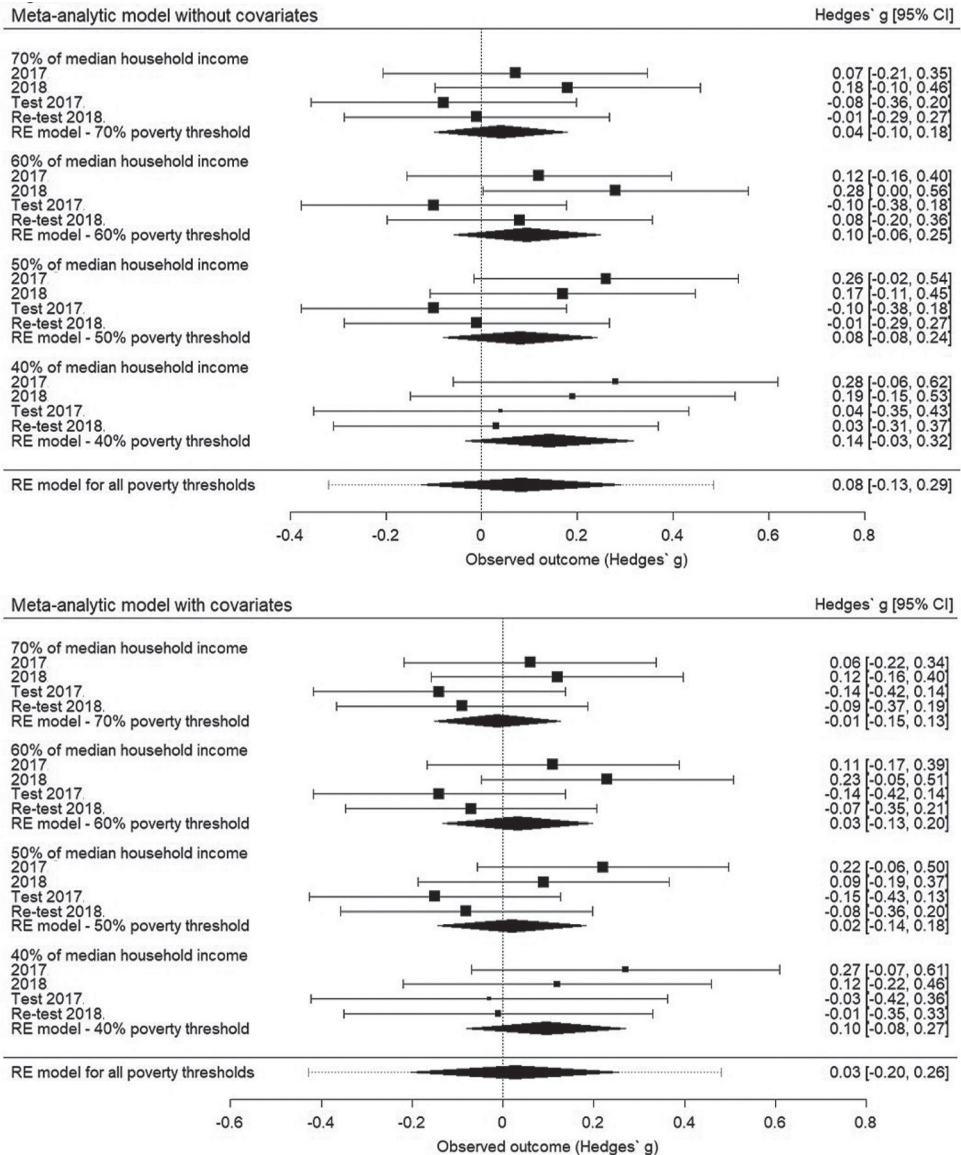 Meta-analytic model without covariates Hedges` g [95% CI]
70% of median household income
2017 0.07 [-0.21, 0.35]
2018 0.18 [-0.10, 0.46]
Test 2017. -0.08 [-0.36, 0.20]
Re-test 2018. -0.01 [-0.29, 0.27]
RE model - 70% poverty threshold 0.04 [-0.10, 0.18]
60% of median household income
2017 0.12 [-0.16, 0.40]
2018 0.28 [0.00, 0.56]
Test 2017. -0.10 [-0.38, 0.18]
Re-test 2018. 0.08 [-0.20, 0.36]
RE model - 60% poverty threshold 0.10 [-0.06, 0.25]
50% of median household income
2017 0.26 [-0.02, 0.54]
2018 0.17 [-0.11, 0.45]
Test 2017. -0.10 [-0.38, 0.18]
Re-test 2018. -0.01 [-0.29, 0.27]
RE model - 50% poverty threshold 0.08 [-0.08, 0.24]
40% of median household income
2017 0.28 [-0.06, 0.62]
2018 0.19 [-0.15, 0.53]
Test 2017. 0.04 [-0.35, 0.43]
Re-test 2018. 0.03 [-0.31, 0.37]
RE model - 40% poverty threshold 0.14 [-0.03, 0.32]
RE model for all poverty thresholds 0.08 [-0.13, 0.29]
-0.4 -0.2 0 0.2 0.4 0.6 0.8
Observed outcome (Hedges` g)
Meta-analytic model with covariates Hedges` g [95% CI]
70% of median household income
2017 0.06 [-0.22, 0.34]
2018 0.12 [-0.16, 0.40]
Test 2017. -0.14 [-0.42, 0.14]
Re-test 2018. -0.09 [-0.37, 0.19]
RE model - 70% poverty threshold -0.01 [-0.15, 0.13]
60% of median household income
2017 0.11 [-0.17, 0.39]
2018 0.23 [-0.05, 0.51]
Test 2017. -0.14 [-0.42, 0.14]
Re-test 2018. -0.07 [-0.35, 0.21]
RE model - 60% poverty threshold 0.03 [-0.13, 0.20]
50% of median household income
2017 0.22 [-0.06, 0.50]
2018 0.09 [-0.19, 0.37]
Test 2017. -0.15 [-0.43, 0.13]
Re-test 2018. -0.08 [-0.36, 0.20]
RE model - 50% poverty threshold 0.02 [-0.14, 0.18]
40% of median household income
2017 0.27 [-0.07, 0.61]
2018 0.12 [-0.22, 0.46]
Test 2017. -0.03 [-0.42, 0.36]
Re-test 2018. -0.01 [-0.35, 0.33]
RE model - 40% poverty threshold 0.10 [-0.08, 0.27]
RE model for all poverty thresholds 0.03 [-0.20, 0.26]
-0.6 -0.4 -0.2 0 0.2 0.4 0.6 0.8
Observed outcome (Hedges` g)